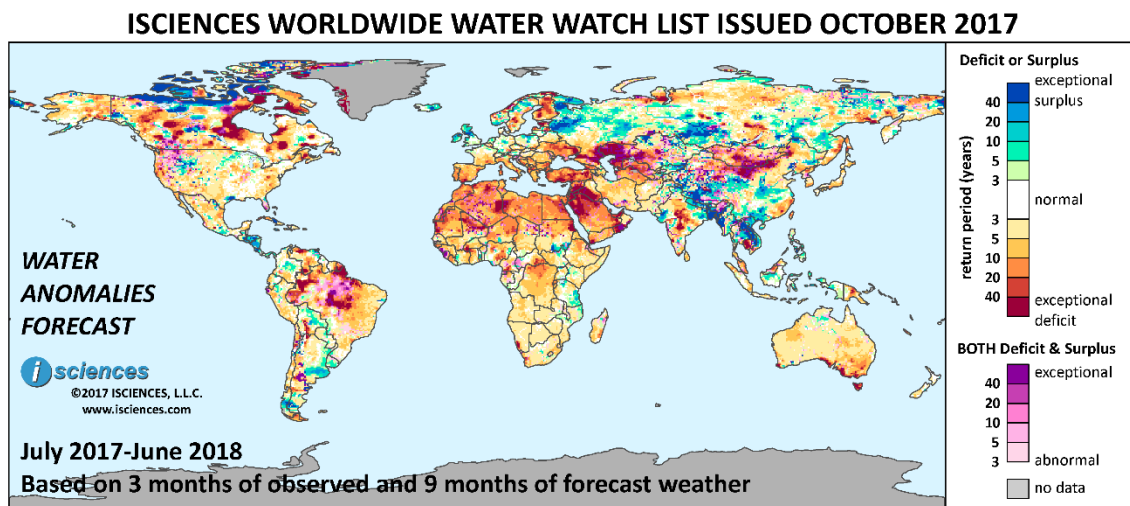 ISCIENCES WORLDWIDE WATER WATCH LIST ISSUED OCTOBER 2017
WATER
ANOMALIES
FORECAST
i sciences
©2017 ISCIENCES, L.L.C.
www.isciences.com
July 2017-June 2018
Based on 3 months of observed and 9 months of forecast weather
Deficit or Surplus
exceptional
surplus
40
20
10
5
3
normal
3
5
10
20
40
exceptional
deficit
return period (years)
BOTH Deficit & Surplus
exceptional
40
20
10
5
3
abnormal
no data